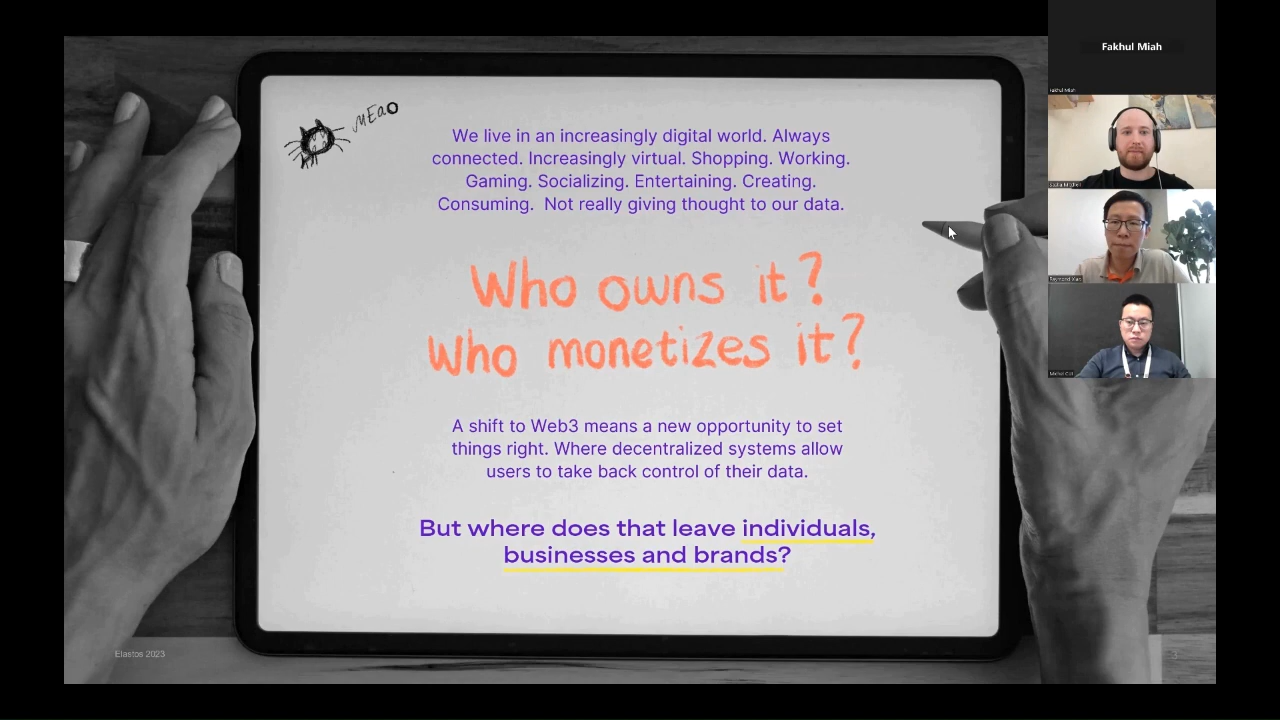 MEaO
We live in an increasingly digital world. Always
connected. Increasingly virtual. Shopping. Working.
Gaming. Socializing. Entertaining. Creating.
Consuming.  Not really giving thought to our data.
Who owns it?
Who monetizes it?
A shift to Web3 means a new opportunity to set
things right. Where decentralized systems allow
users to take back control of their data.
But where does that leave individuals,
businesses and brands?
Elastos 2023
Fakhul Miah
Fakhul Miah